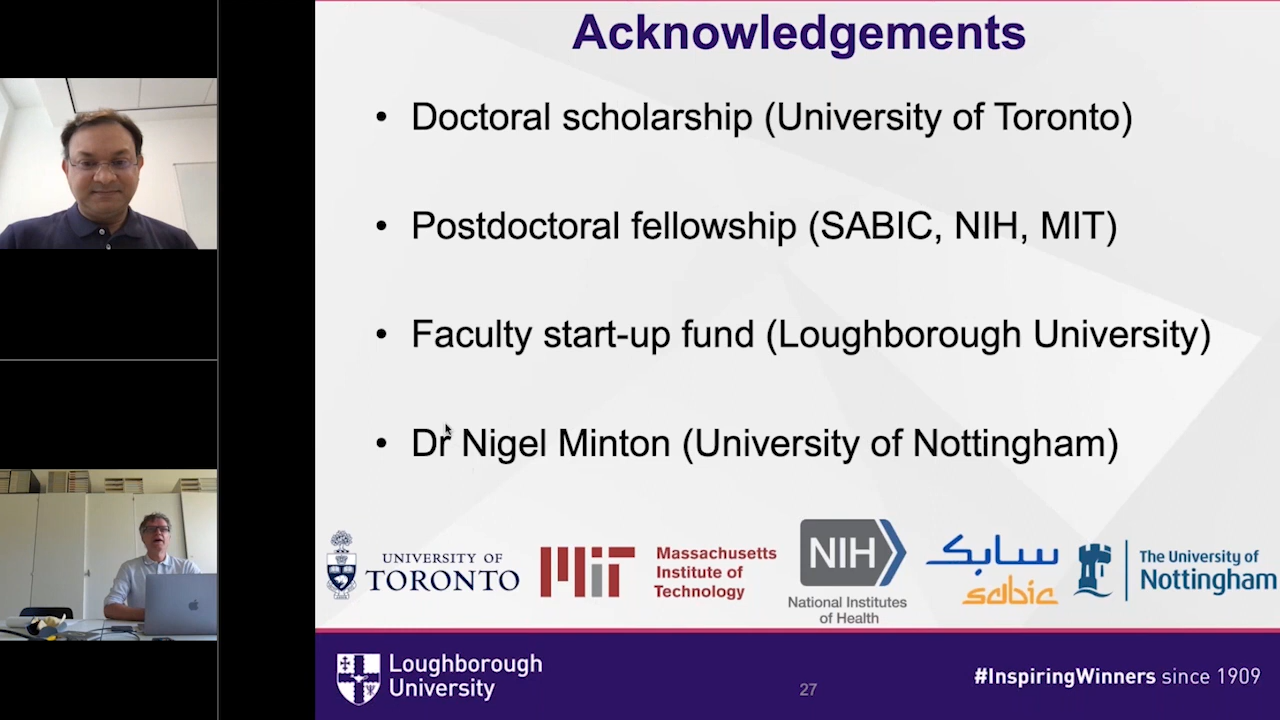 Acknowledgements
• Doctoral scholarship (University of Toronto)
• Postdoctoral fellowship (SABIC, NIH, MIT)
• Faculty start-up fund (Loughborough University)
• Dr Nigel Minton (University of Nottingham)
UNIVERSITY OF
TORONTO
MIT
Massachusetts
Institute of
Technology
NIH
National Institutes
of Health
سابك
sabic
The University of
Nottingham
Loughborough
University
27
#InspiringWinners since 1909